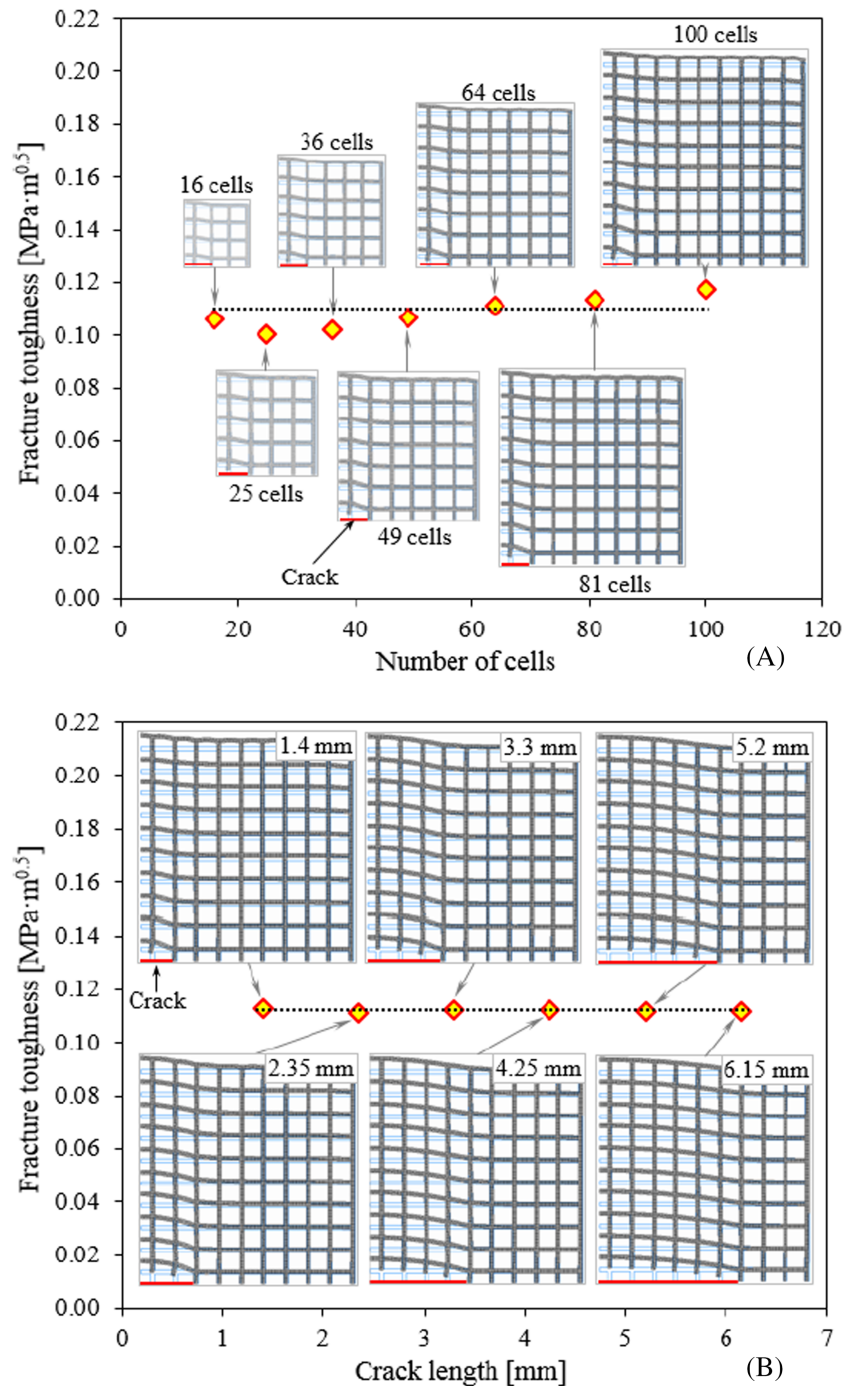 0.22
0.20
0.18
0.16
0.14
0.12
0.10
0.08
0.06
0.04
0.02
0.00
Fracture toughness [MPa·m^0.5]
100 cells
64 cells
36 cells
16 cells
25 cells
49 cells
Crack
81 cells
0 20 40 60 80 100 120
Number of cells
(A)
0.22
0.20
0.18
0.16
0.14
0.12
0.10
0.08
0.06
0.04
0.02
0.00
Fracture toughness [MPa·m^0.5]
1.4 mm 3.3 mm 5.2 mm
Crack
2.35 mm 4.25 mm 6.15 mm
0 1 2 3 4 5 6 7
Crack length [mm]
(B)